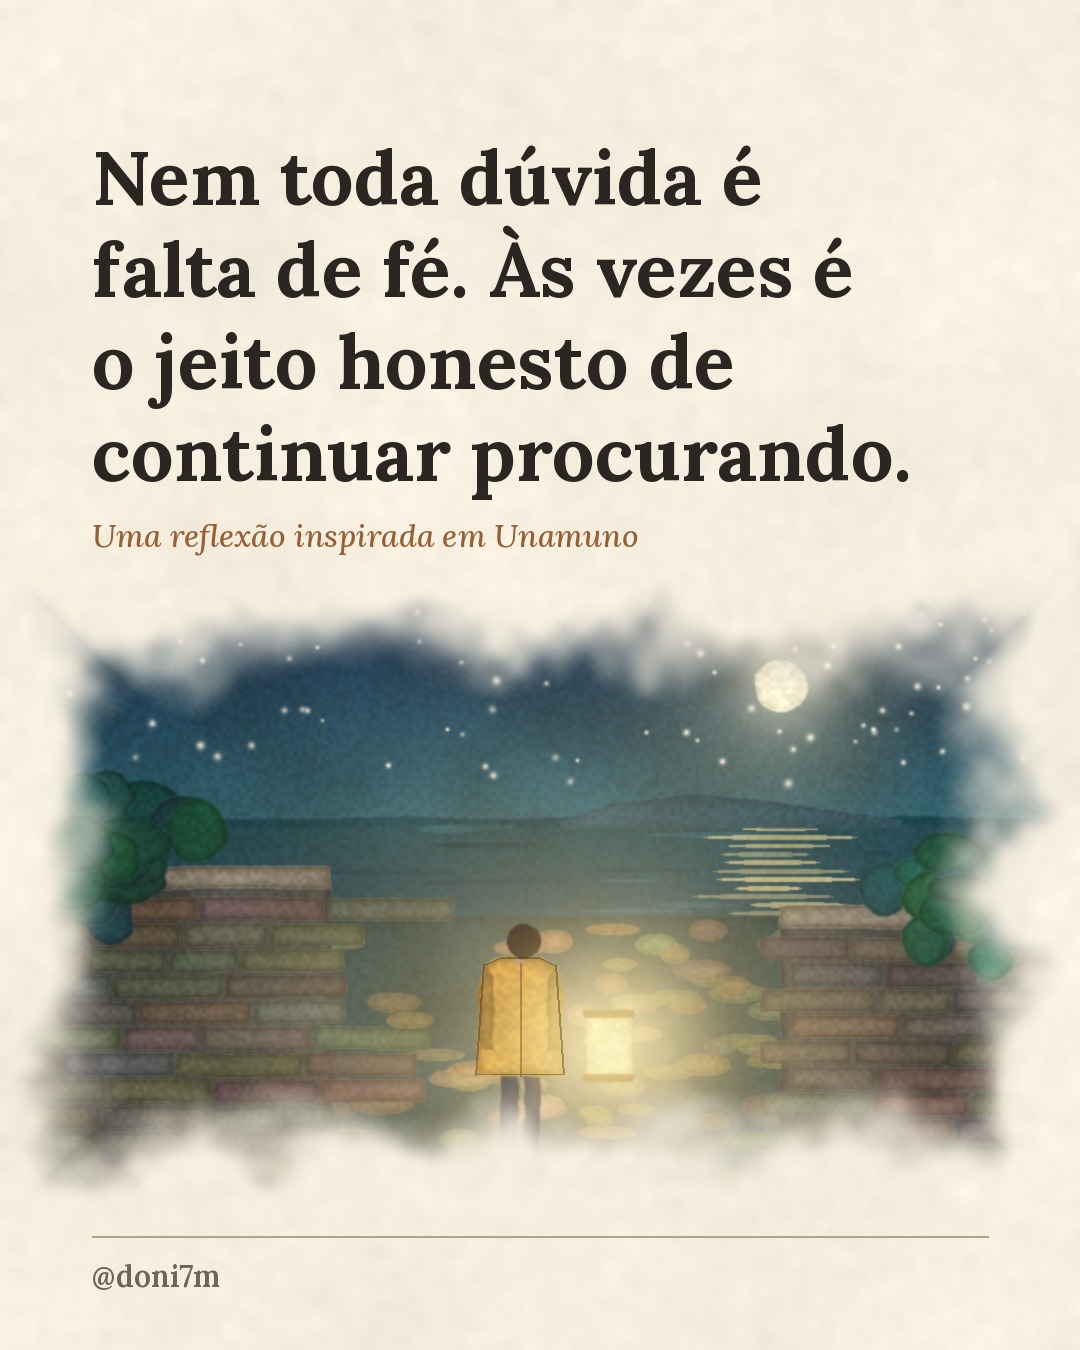 Nem toda dúvida é
falta de fé. Às vezes é
o jeito honesto de
continuar procurando.
Uma reflexão inspirada em Unamuno
@doni7m